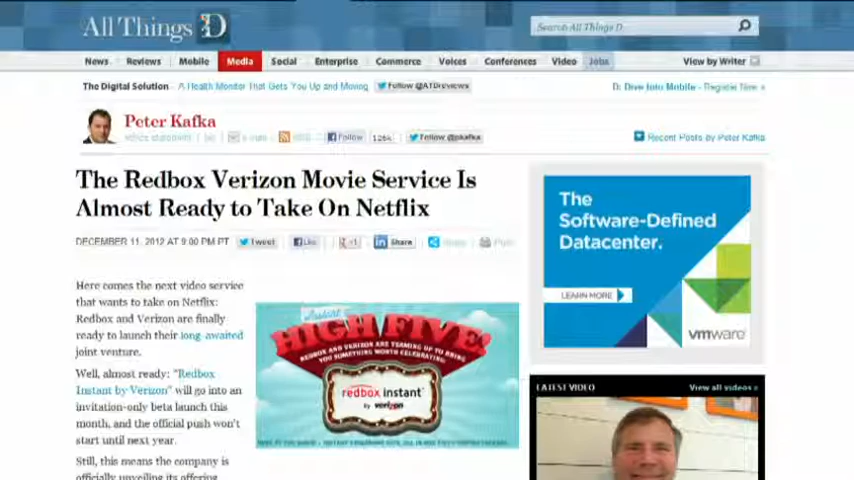 All Things D
Search All Things D
News Reviews Mobile Media Social Enterprise Commerce Voices Conferences Video Jobs View by Writer
The Digital Solution A Health Monitor That Gets You Up and Moving Follow @ATDreviews D: Dive Into Mobile - Register Now »
Peter Kafka
Follow 126k Follow @pkafka Recent Posts by Peter Kafka
The Redbox Verizon Movie Service Is
Almost Ready to Take On Netflix
DECEMBER 11, 2012 AT 9:00 PM PT Tweet Like +1 Share Print
Here comes the next video service
that wants to take on Netflix:
Redbox and Verizon are finally
ready to launch their long-awaited
joint venture.
Well, almost ready: "Redbox
Instant by Verizon" will go into an
invitation-only beta launch this
month, and the official push won't
start until next year.
Still, this means the company is
officially unveiling its offering
Instant
HIGH FIVE!
REDBOX AND VERIZON ARE TEAMING UP TO BRING
YOU SOMETHING WORTH CELEBRATING.
redbox instant
by verizon
The
Software-Defined
Datacenter.
LEARN MORE
vmware
LATEST VIDEO View all videos »